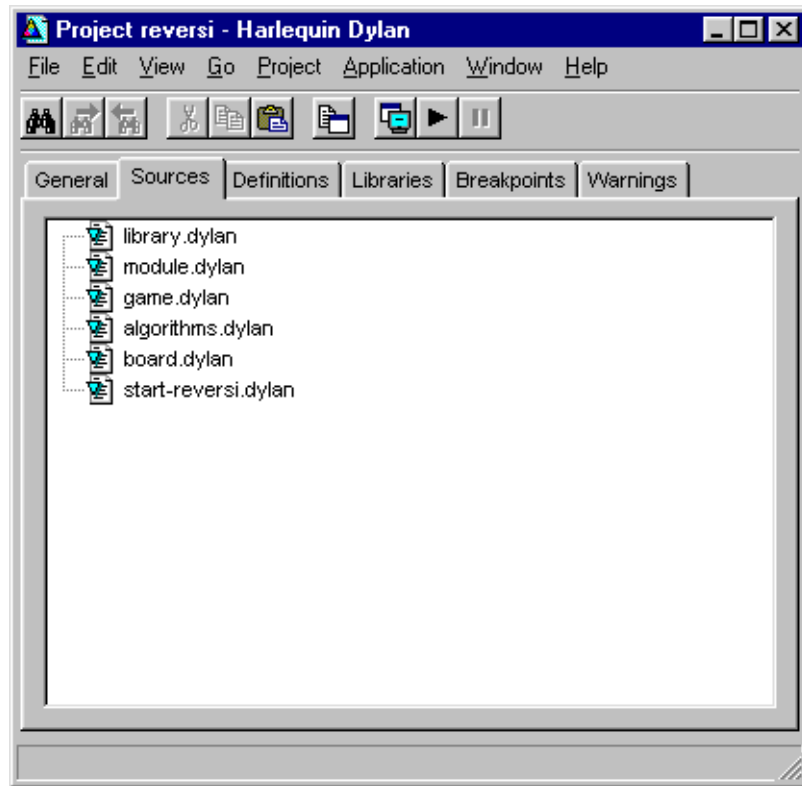 Project reversi - Harlequin Dylan
File Edit View Go Project Application Window Help
General Sources Definitions Libraries Breakpoints Warnings
library.dylan
module.dylan
game.dylan
algorithms.dylan
board.dylan
start-reversi.dylan